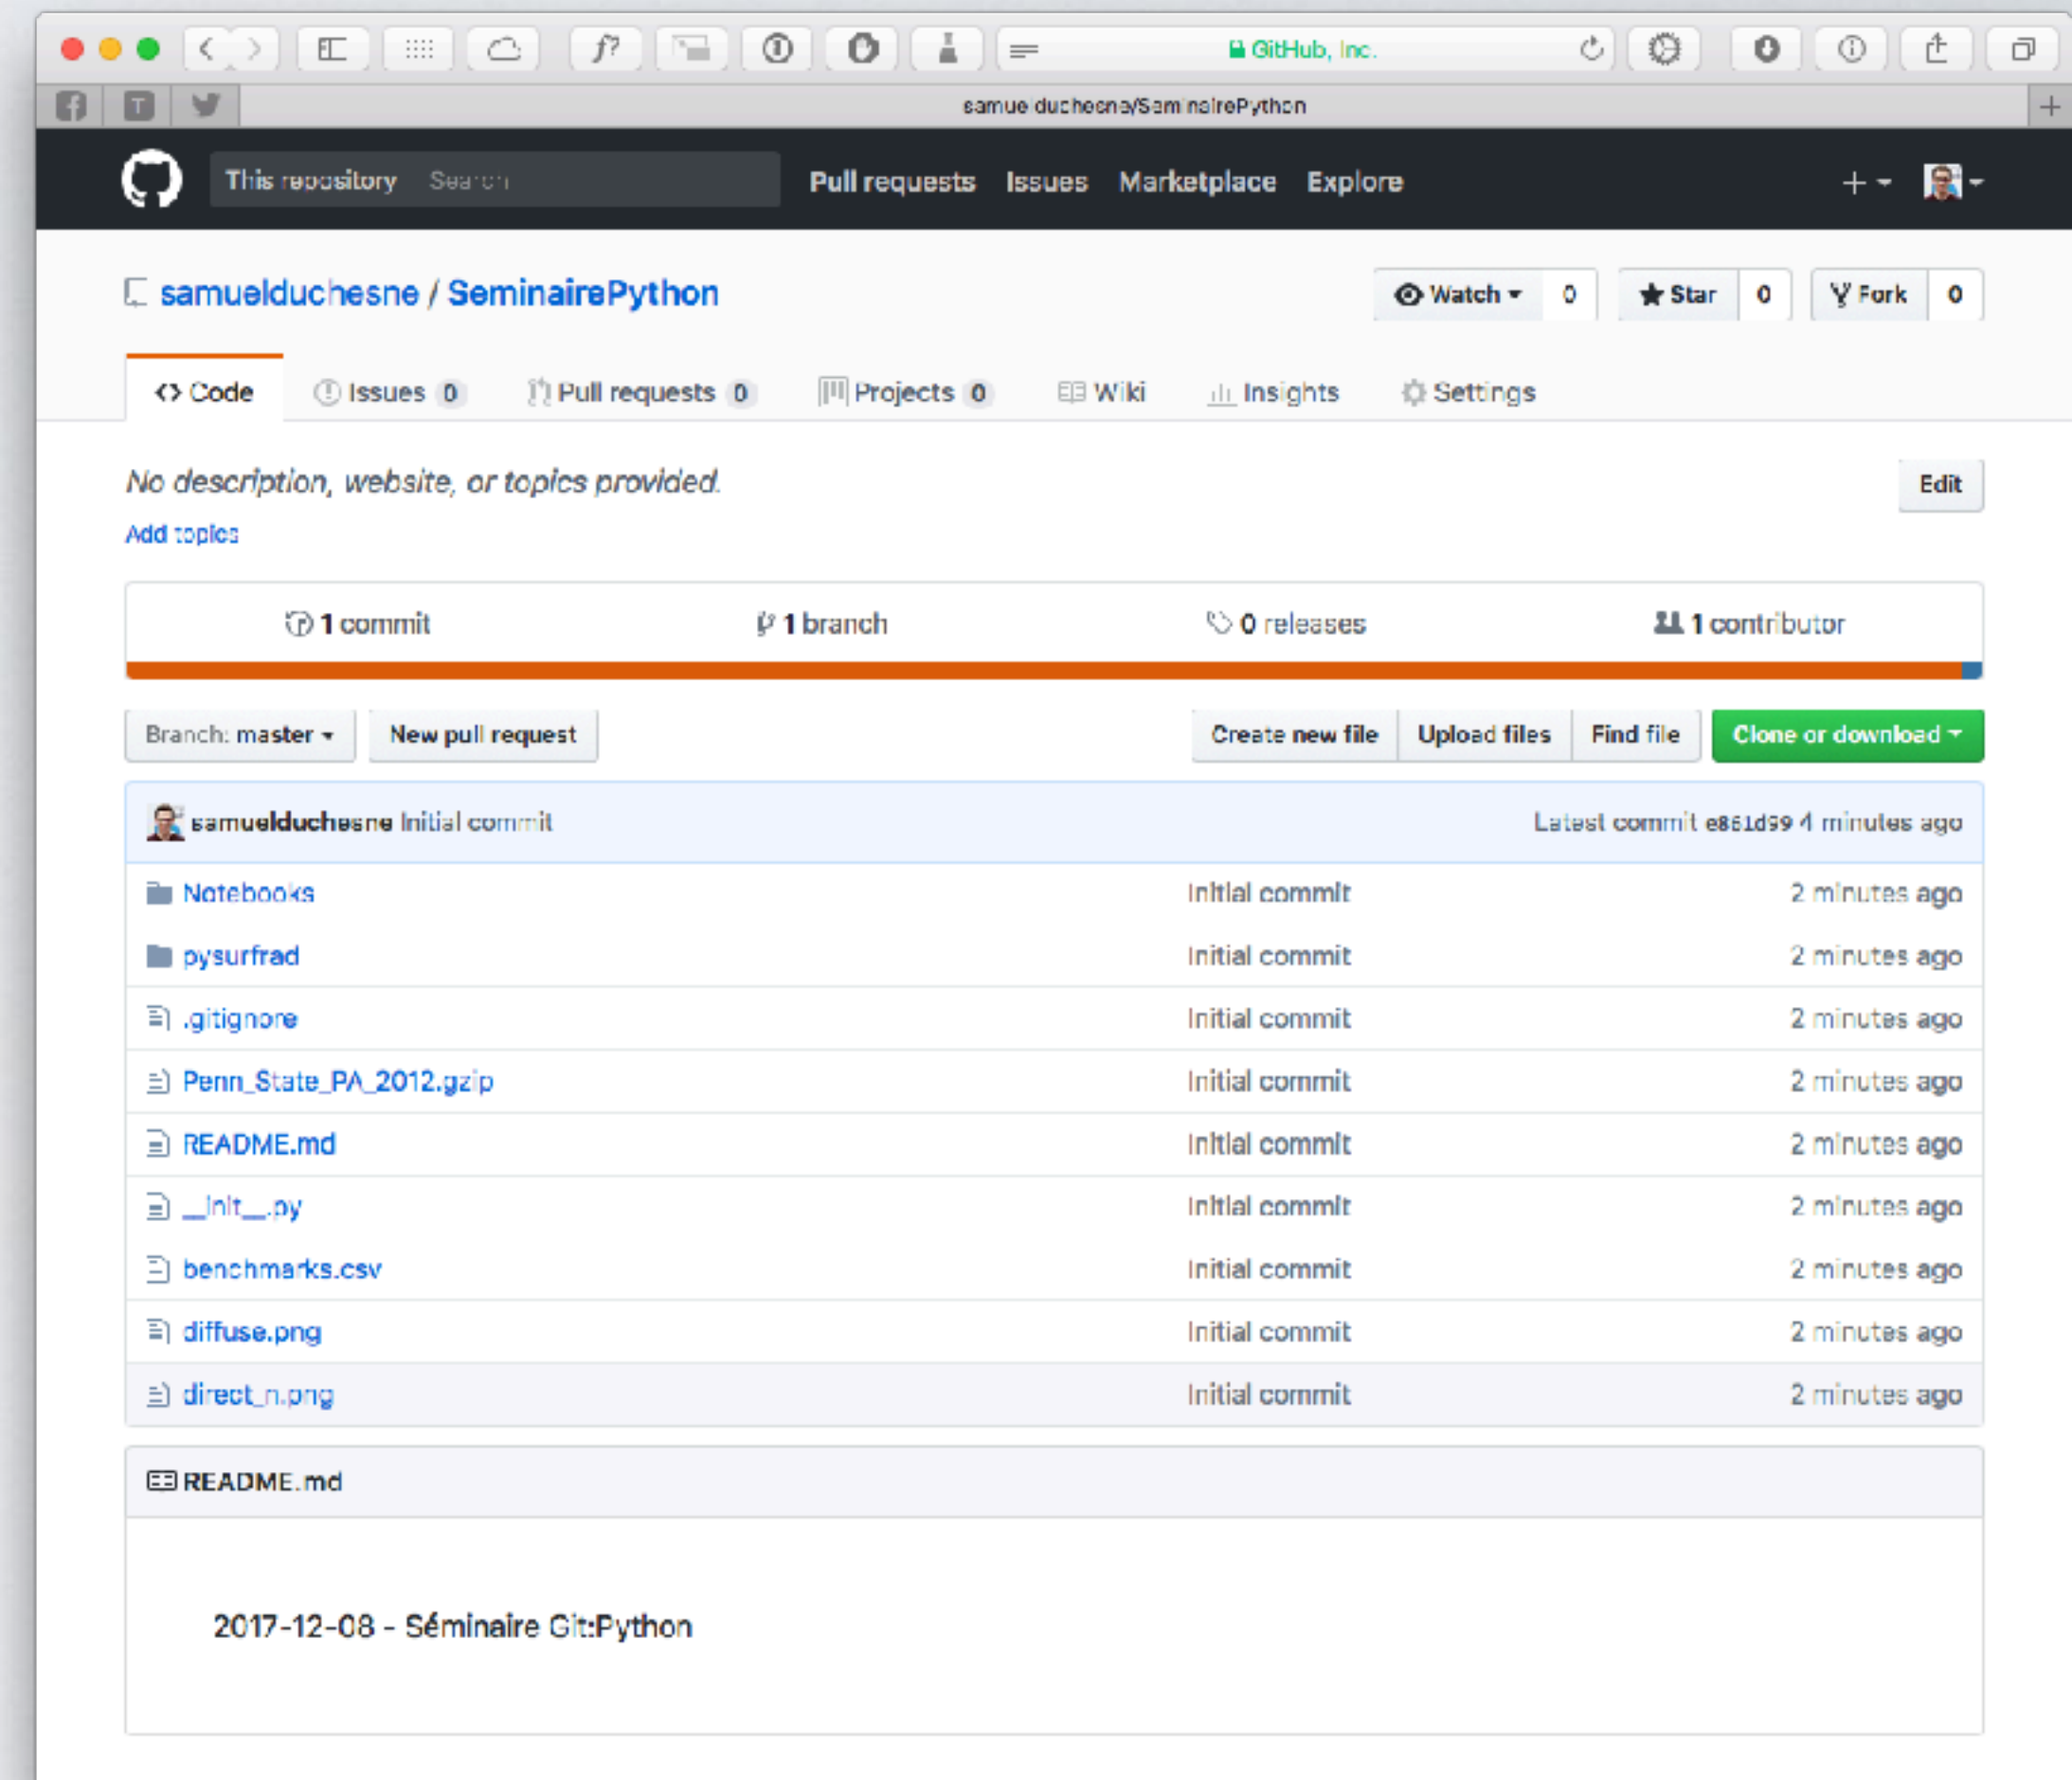 GitHub, Inc.
samuelduchesne/SeminairePython
This repository Search Pull requests Issues Marketplace Explore
samuelduchesne / SeminairePython Watch 0 Star 0 Fork 0
Code Issues 0 Pull requests 0 Projects 0 Wiki Insights Settings
No description, website, or topics provided. Edit
Add topics
1 commit 1 branch 0 releases 1 contributor
Branch: master New pull request Create new file Upload files Find file Clone or download
samuelduchesne Initial commit Latest commit 4 minutes ago
Notebooks Initial commit 2 minutes ago
pysurfrad Initial commit 2 minutes ago
.gitignore Initial commit 2 minutes ago
Penn_State_PA_2012.gzip Initial commit 2 minutes ago
README.md Initial commit 2 minutes ago
__init__.py Initial commit 2 minutes ago
benchmarks.csv Initial commit 2 minutes ago
diffuse.png Initial commit 2 minutes ago
direct_n.png Initial commit 2 minutes ago
README.md
2017-12-08 - Séminaire Git:Python